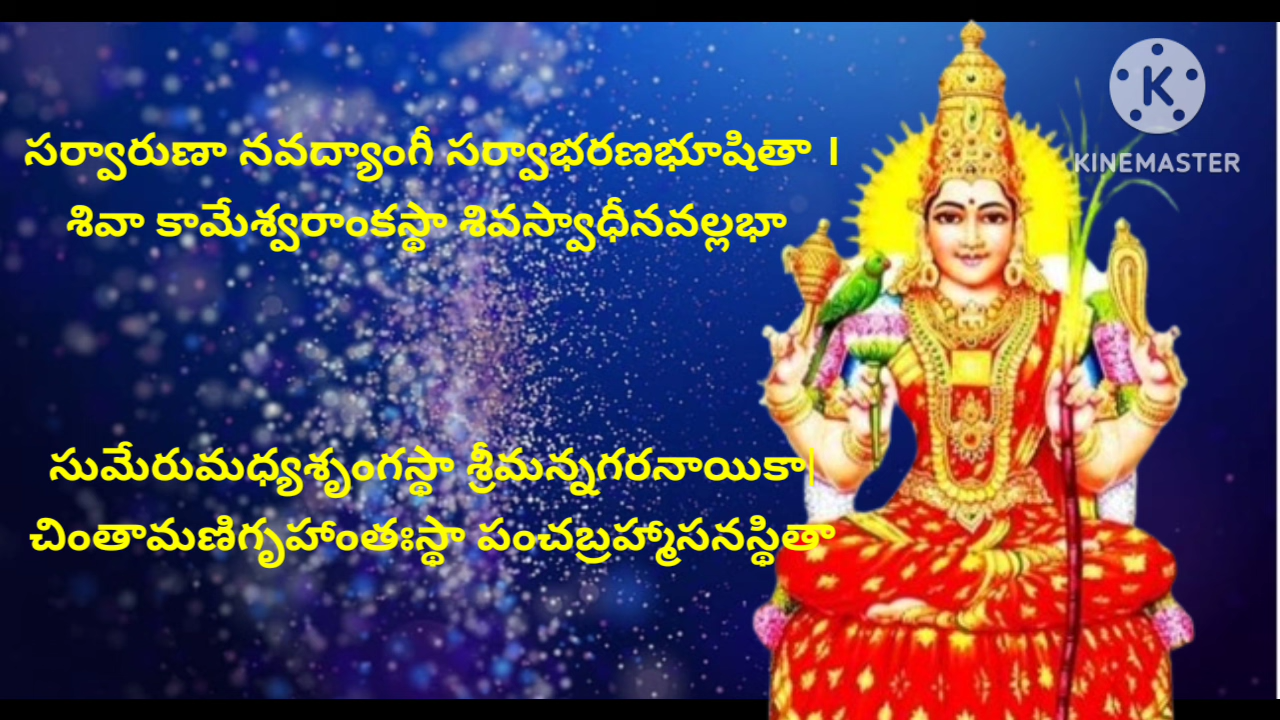 సర్వారుణా నవద్యాంగీ సర్వాభరణభూషితా ।
శివా కామేశ్వరాంకస్థా శివస్వాధీనవల్లభా
సుమేరుమధ్యశృంగస్థా శ్రీమన్నగరనాయికా|
చింతామణిగృహాంతఃస్థా పంచబ్రహ్మాసనస్థితా
K
KINEMASTER